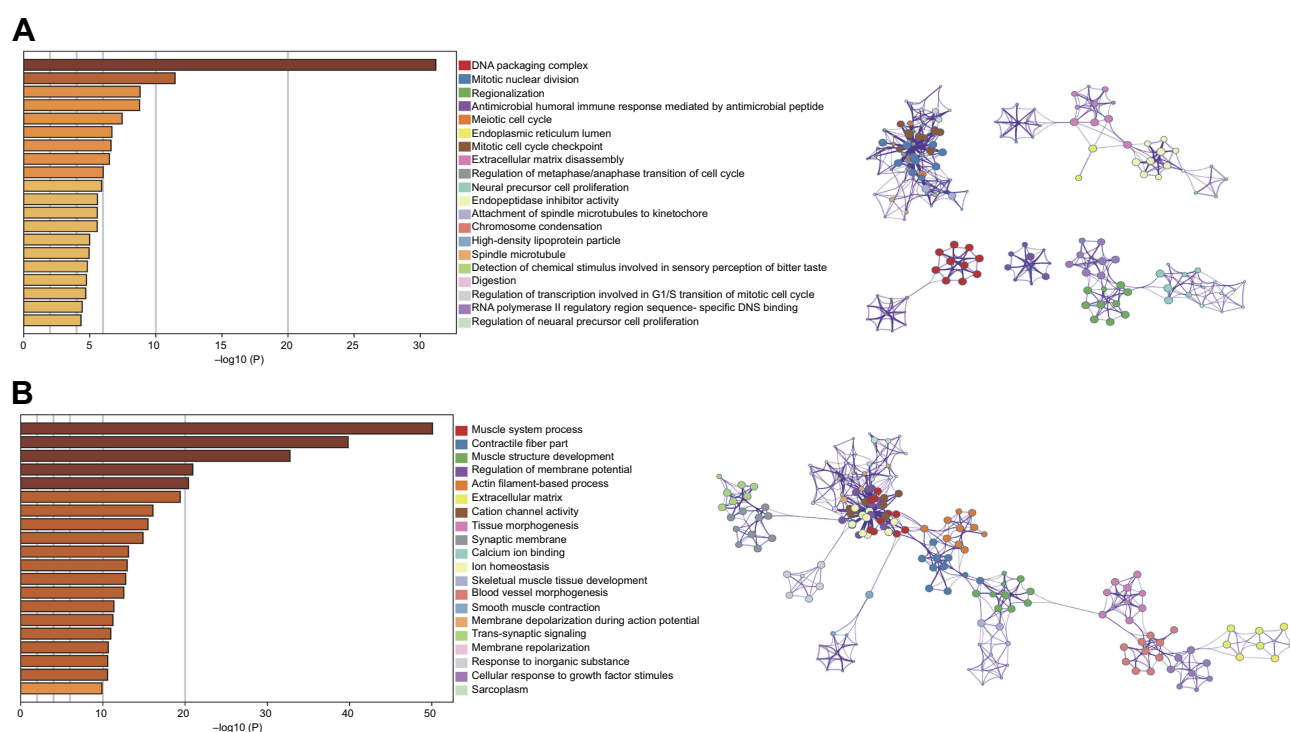 A
DNA packaging complex
Mitotic nuclear division
Regionalization
Antimicrobial humoral immune response mediated by antimicrobial peptide
Meiotic cell cycle
Endoplasmic reticulum lumen
Mitotic cell cycle checkpoint
Extracellular matrix disassembly
Regulation of metaphase/anaphase transition of cell cycle
Neural precursor cell proliferation
Endopeptidase inhibitor activity
Attachment of spindle microtubules to kinetochore
Chromosome condensation
High-density lipoprotein particle
Spindle microtubule
Detection of chemical stimulus involved in sensory perception of bitter taste
Digestion
Regulation of transcription involved in G1/S transition of mitotic cell cycle
RNA polymerase II regulatory region sequence- specific DNS binding
Regulation of neuaral precursor cell proliferation
0 5 10 15 20 25 30
–log10 (P)
B
Muscle system process
Contractile fiber part
Muscle structure development
Regulation of membrane potential
Actin filament-based process
Extracellular matrix
Cation channel activity
Tissue morphogenesis
Synaptic membrane
Calcium ion binding
Ion homeostasis
Skeletual muscle tissue development
Blood vessel morphogenesis
Smooth muscle contraction
Membrane depolarization during action potential
Trans-synaptic signaling
Membrane repolarization
Response to inorganic substance
Cellular response to growth factor stimules
Sarcoplasm
0 10 20 30 40 50
–log10 (P)